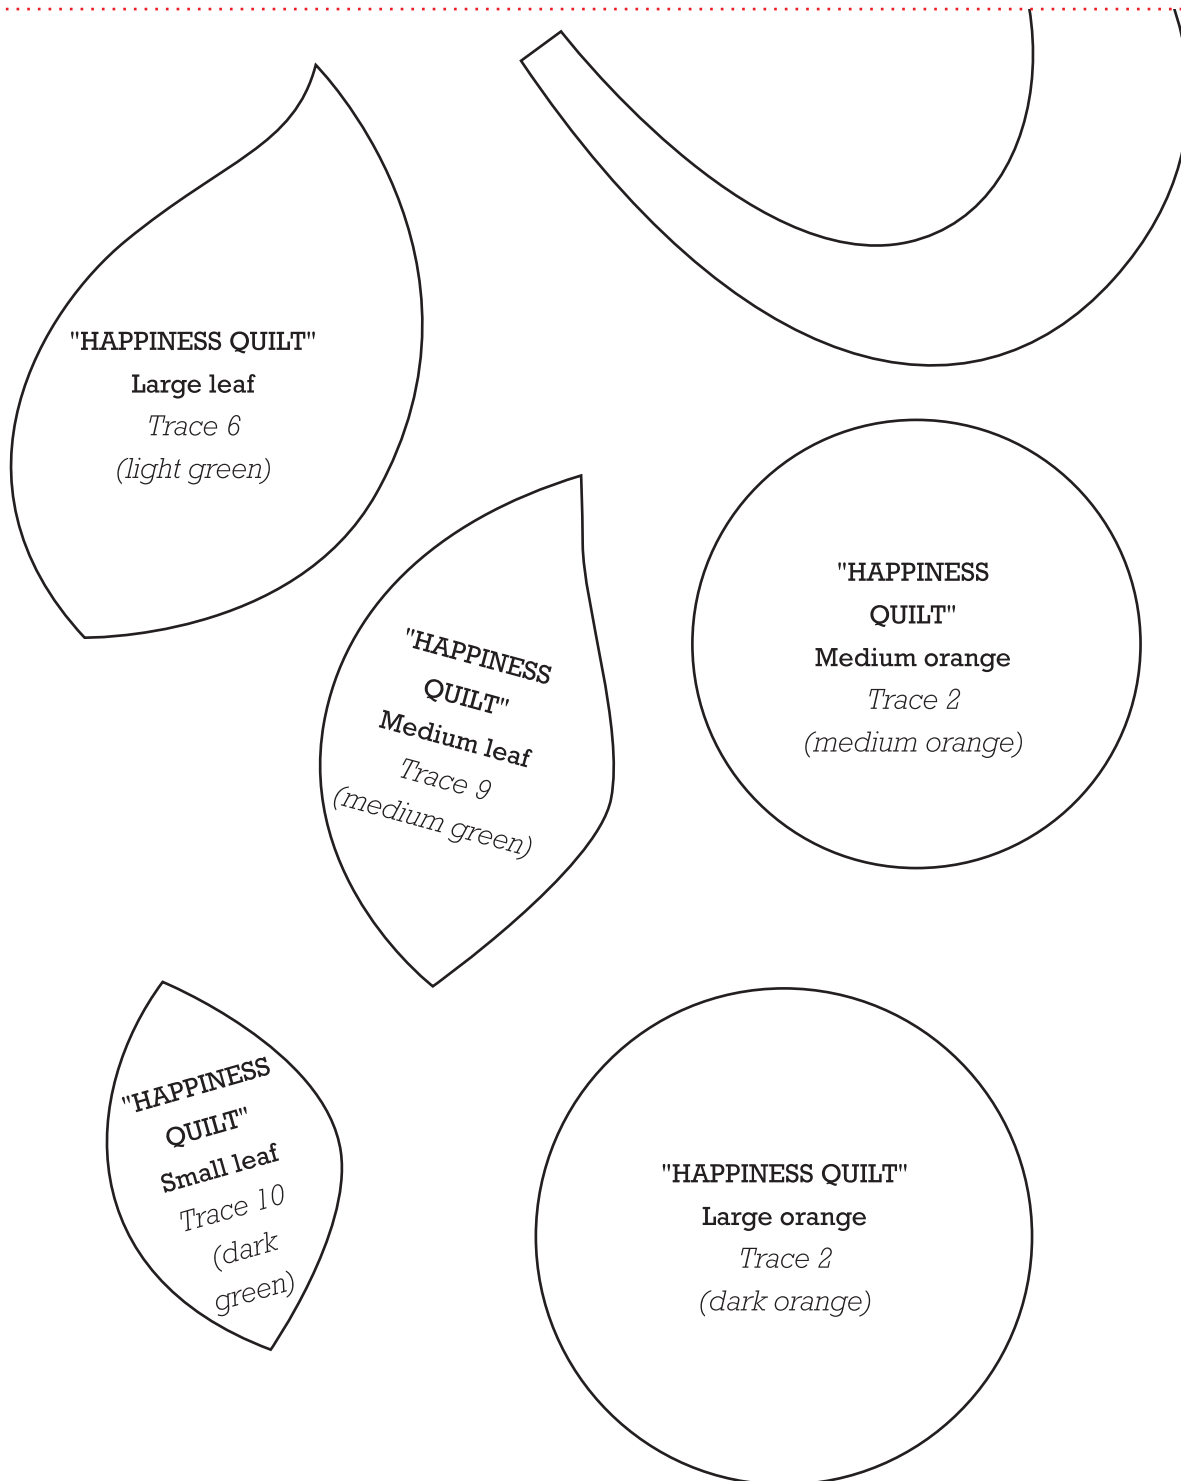 "HAPPINESS QUILT"
Large leaf
Trace 6
(light green)
"HAPPINESS
QUILT"
Medium leaf
Trace 9
(medium green)
"HAPPINESS
QUILT"
Medium orange
Trace 2
(medium orange)
"HAPPINESS
QUILT"
Small leaf
Trace 10
(dark
green)
"HAPPINESS QUILT"
Large orange
Trace 2
(dark orange)